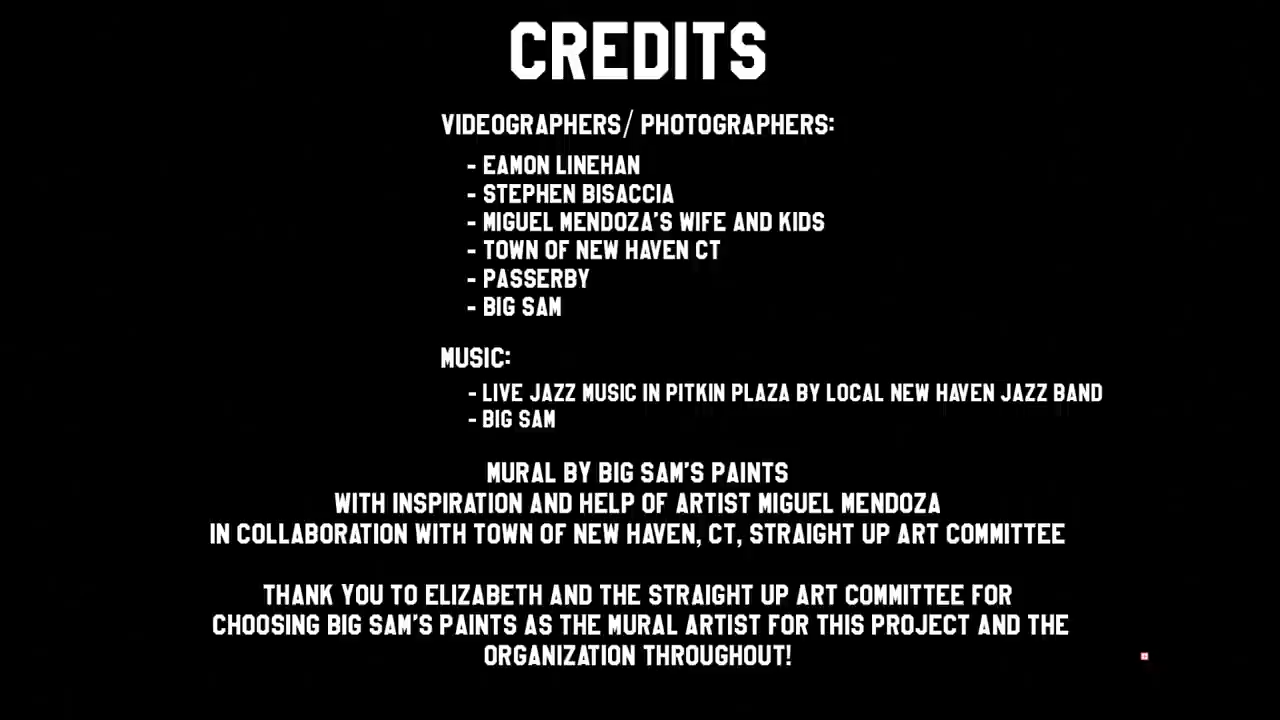 CREDITS
VIDEOGRAPHERS/ PHOTOGRAPHERS:
- EAMON LINEHAN
- STEPHEN BISACCIA
- MIGUEL MENDOZA'S WIFE AND KIDS
- TOWN OF NEW HAVEN CT
- PASSERBY
- BIG SAM
MUSIC:
- LIVE JAZZ MUSIC IN PITKIN PLAZA BY LOCAL NEW HAVEN JAZZ BAND
- BIG SAM
MURAL BY BIG SAM'S PAINTS
WITH INSPIRATION AND HELP OF ARTIST MIGUEL MENDOZA
IN COLLABORATION WITH TOWN OF NEW HAVEN, CT, STRAIGHT UP ART COMMITTEE
THANK YOU TO ELIZABETH AND THE STRAIGHT UP ART COMMITTEE FOR
CHOOSING BIG SAM'S PAINTS AS THE MURAL ARTIST FOR THIS PROJECT AND THE
ORGANIZATION THROUGHOUT!